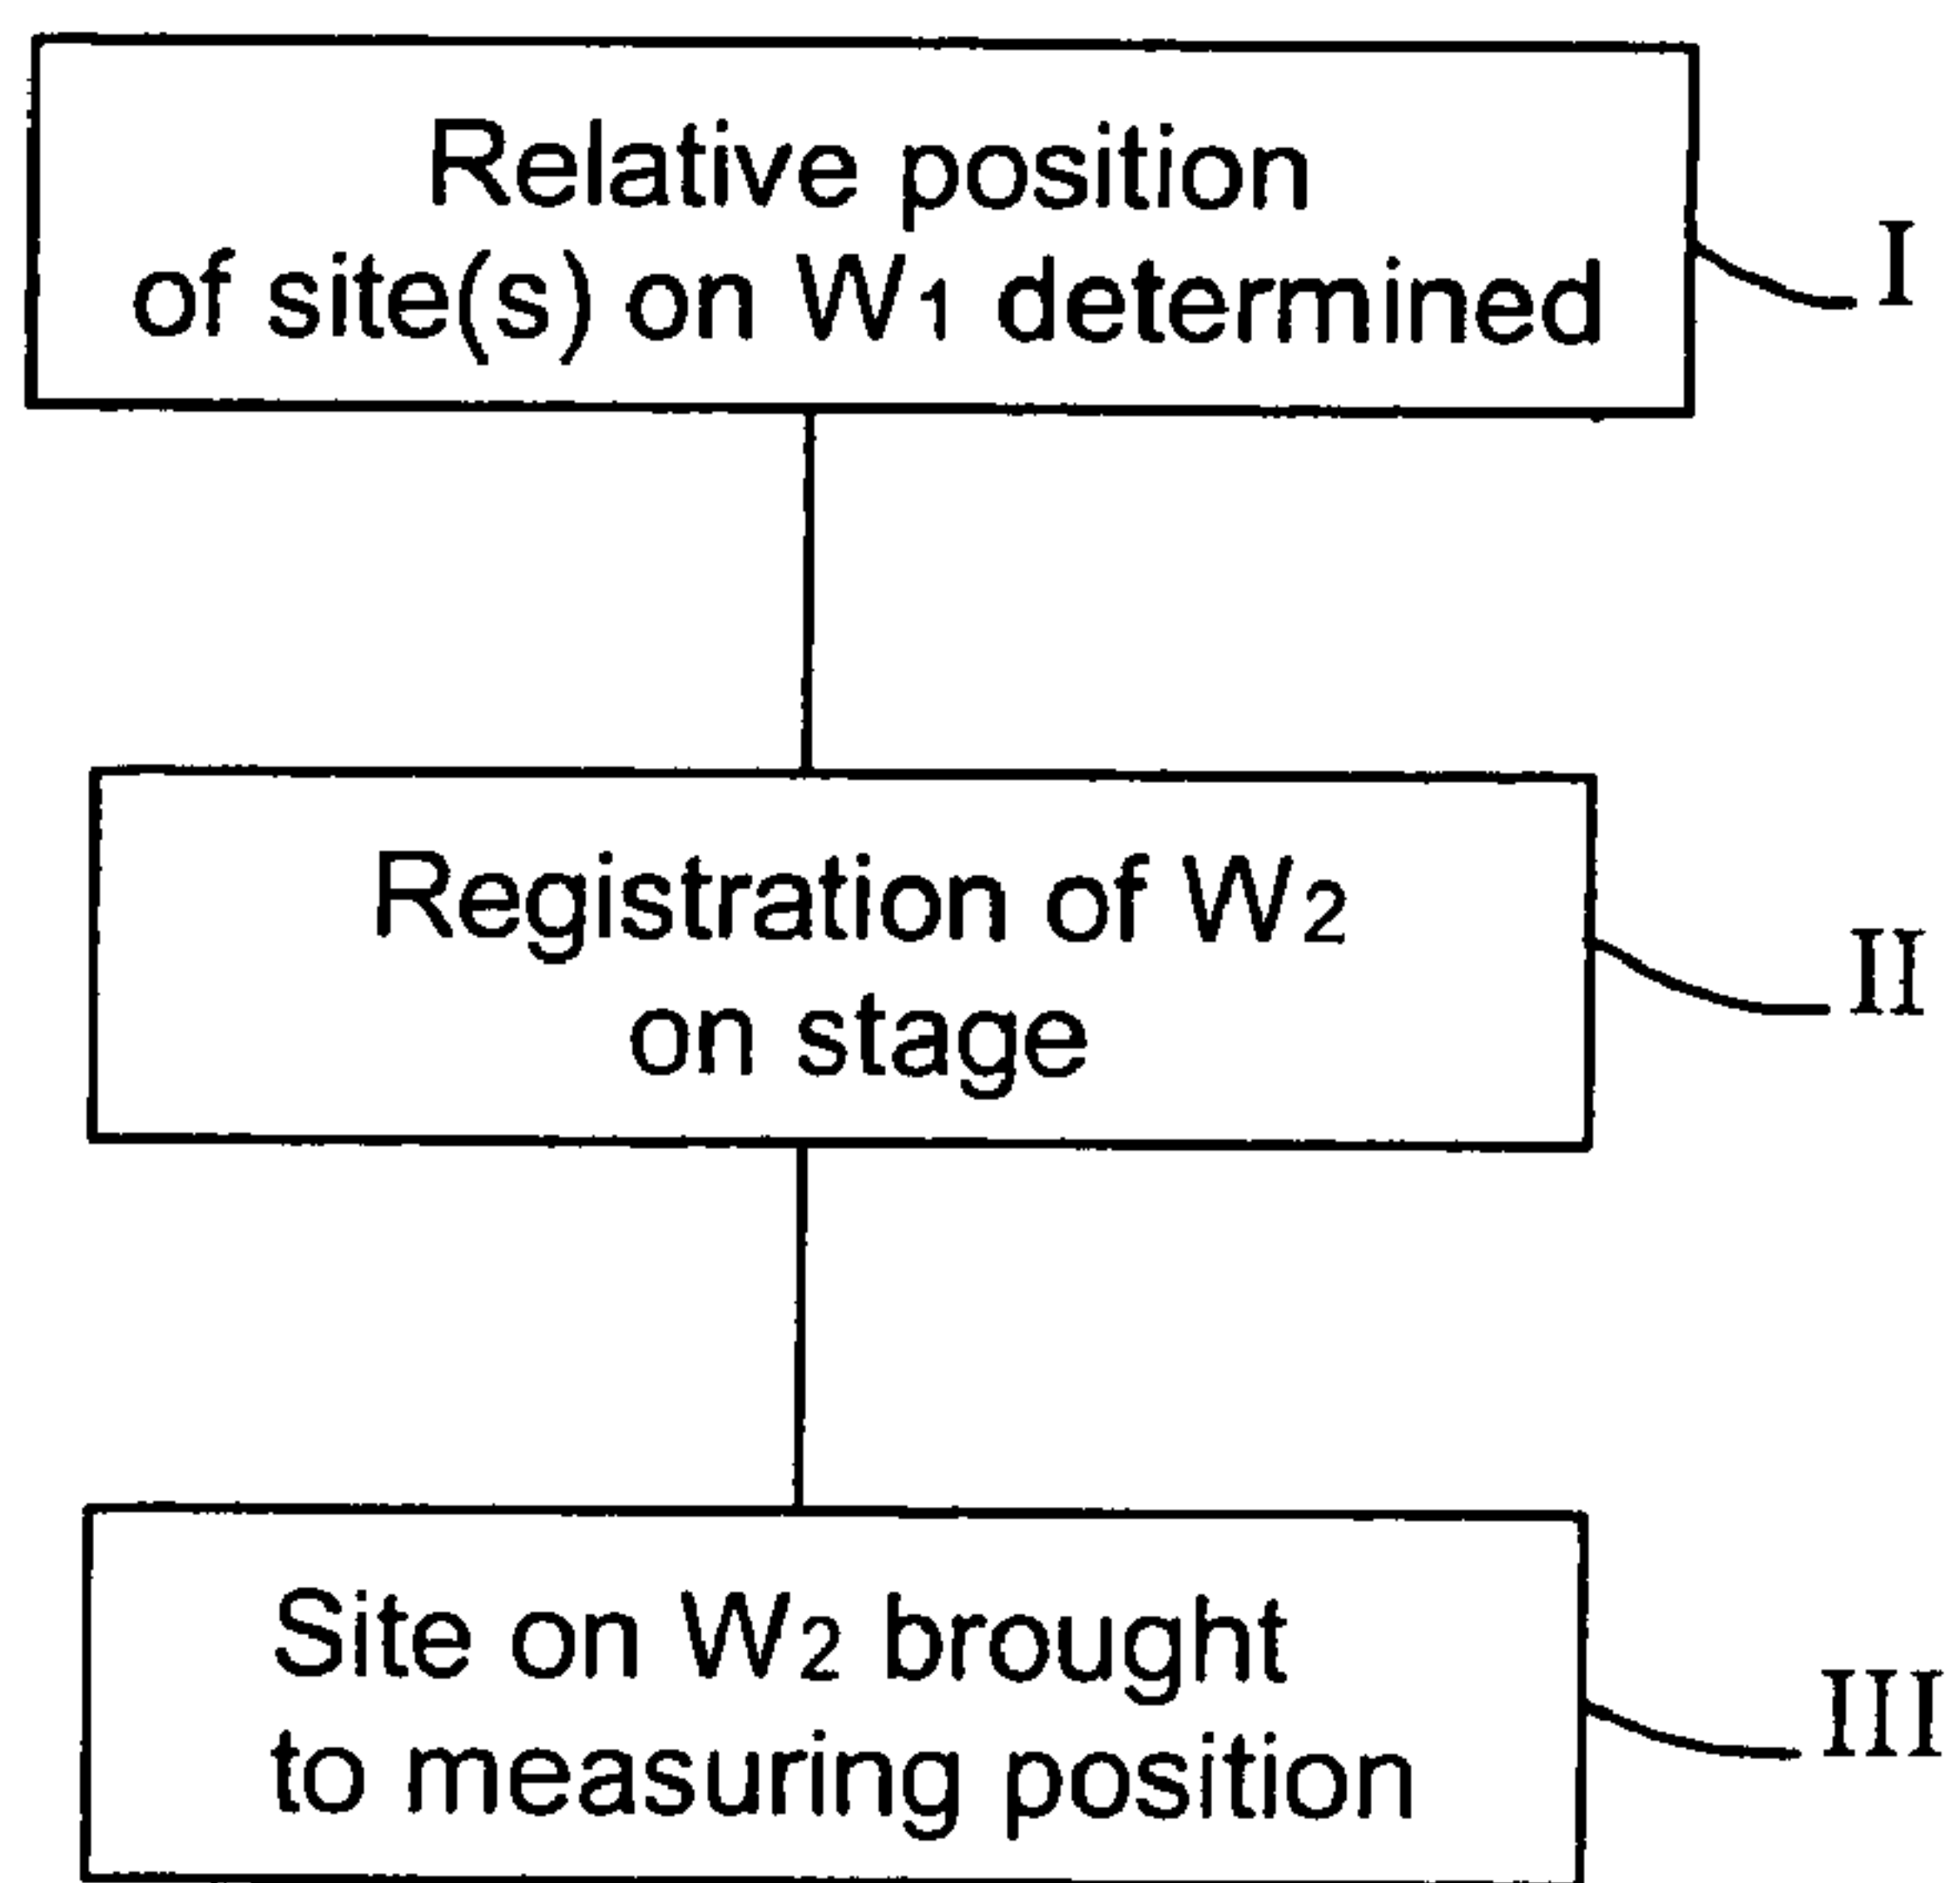 Relative position
of site(s) on W1 determined
I
Registration of W2
on stage
II
Site on W2 brought
to measuring position
III